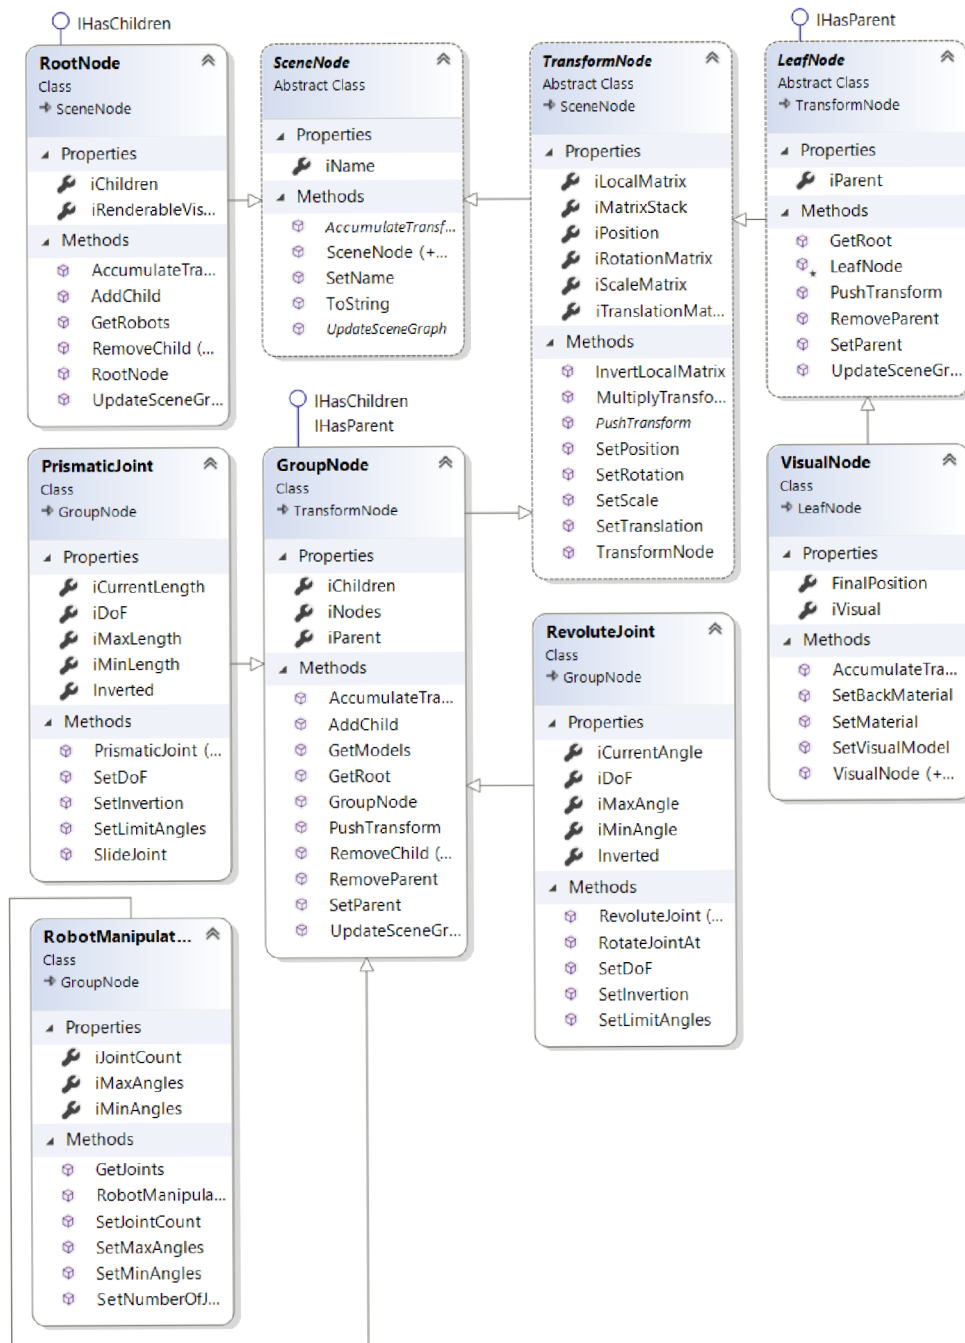 IHasChildren
RootNode
Class
SceneNode
Properties
iChildren
iRenderableVis...
Methods
AccumulateTra...
AddChild
GetRobots
RemoveChild (...
RootNode
UpdateSceneGr...
SceneNode
Abstract Class
Properties
iName
Methods
AccumulateTransf...
SceneNode (+...
SetName
ToString
UpdateSceneGraph
TransformNode
Abstract Class
SceneNode
Properties
iLocalMatrix
iMatrixStack
iPosition
iRotationMatrix
iScaleMatrix
iTranslationMat...
Methods
InvertLocalMatrix
MultiplyTransfo...
PushTransform
SetPosition
SetRotation
SetScale
SetTranslation
TransformNode
IHasParent
LeafNode
Abstract Class
TransformNode
Properties
iParent
Methods
GetRoot
LeafNode
PushTransform
RemoveParent
SetParent
UpdateSceneGr...
PrismaticJoint
Class
GroupNode
Properties
iCurrentLength
iDoF
iMaxLength
iMinLength
Inverted
Methods
PrismaticJoint (...
SetDoF
SetInvertion
SetLimitAngles
SlideJoint
IHasChildren
IHasParent
GroupNode
Class
TransformNode
Properties
iChildren
iNodes
iParent
Methods
AccumulateTra...
AddChild
GetModels
GetRoot
GroupNode
PushTransform
RemoveChild (...
RemoveParent
SetParent
UpdateSceneGr...
RevoluteJoint
Class
GroupNode
Properties
iCurrentAngle
iDoF
iMaxAngle
iMinAngle
Inverted
Methods
RevoluteJoint (...
RotateJointAt
SetDoF
SetInvertion
SetLimitAngles
VisualNode
Class
LeafNode
Properties
FinalPosition
iVisual
Methods
AccumulateTra...
SetBackMaterial
SetMaterial
SetVisualModel
VisualNode (+...
RobotManipulat...
Class
GroupNode
Properties
iJointCount
iMaxAngles
iMinAngles
Methods
GetJoints
RobotManipula...
SetJointCount
SetMaxAngles
SetMinAngles
SetNumberOfJ...